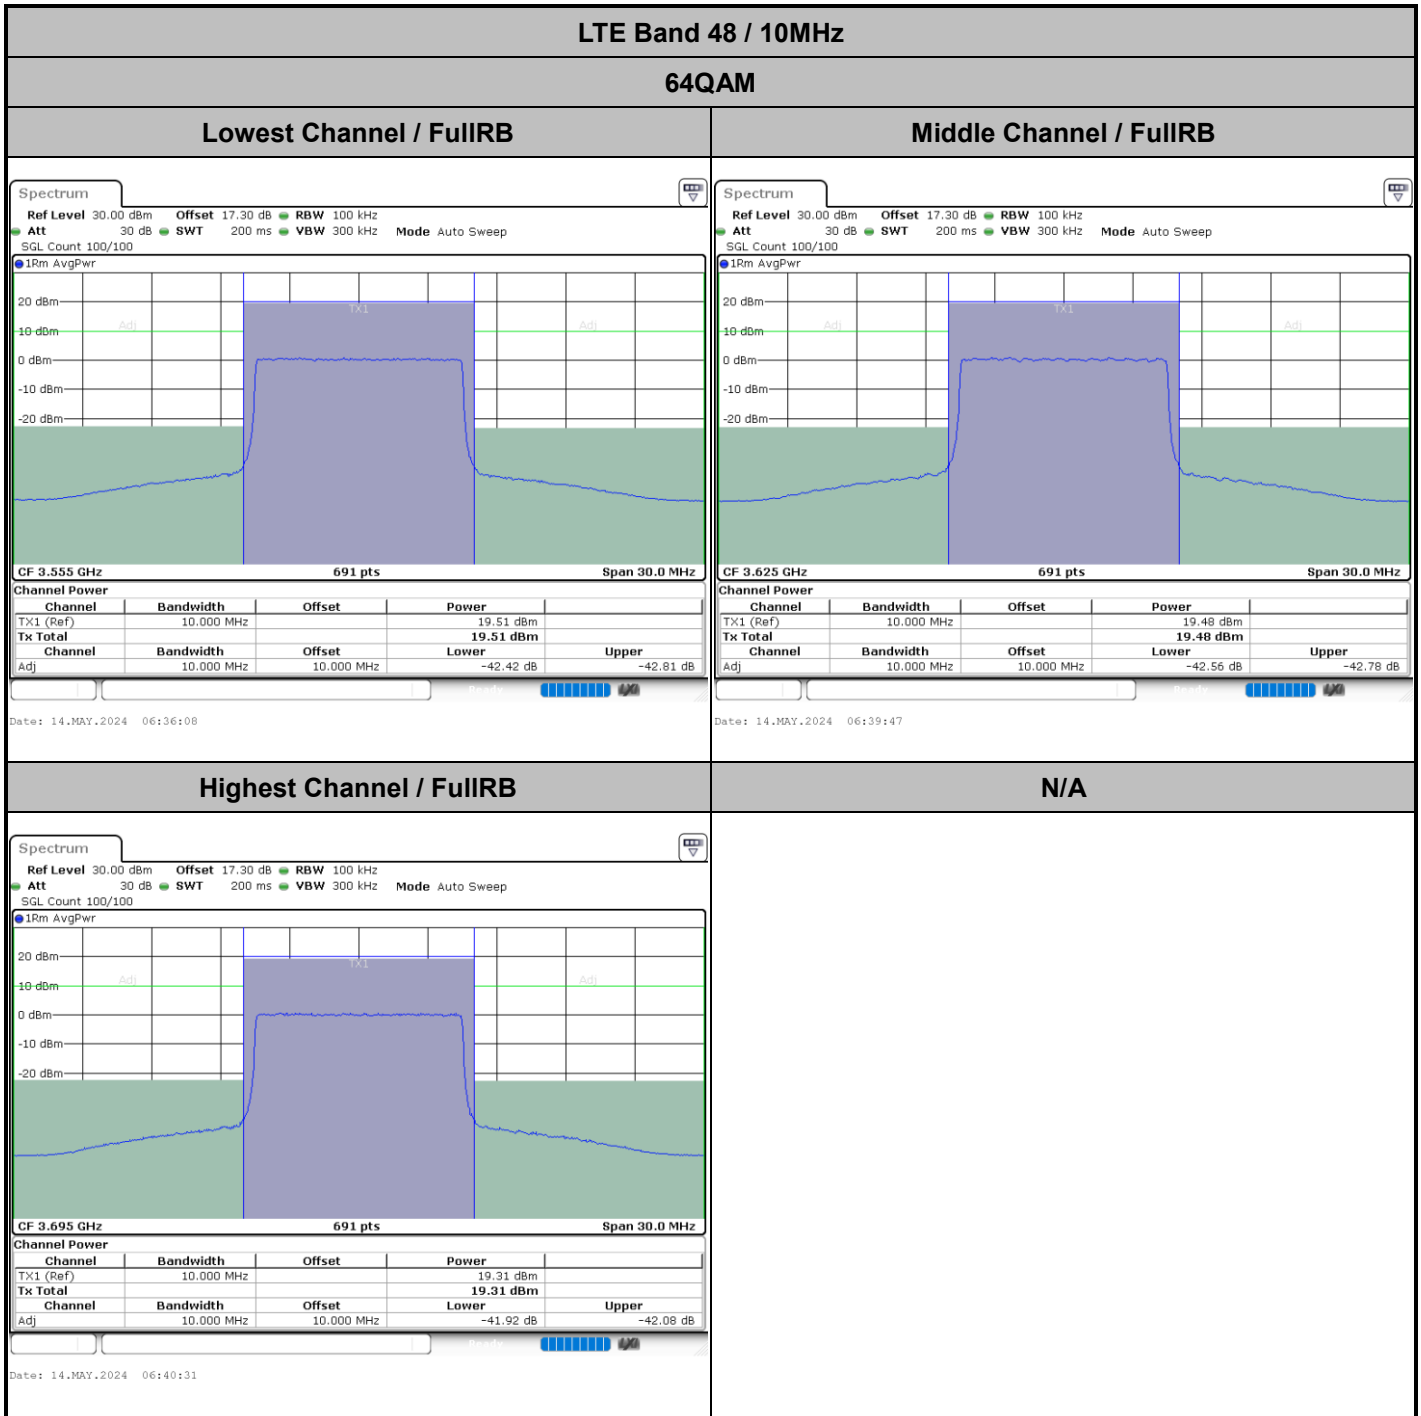 LTE Band 48 / 10MHz
64QAM
Lowest Channel / FullRB
Middle Channel / FullRB
Spectrum
Ref Level 30.00 dBm Offset 17.30 dB RBW 100 kHz
Att 30 dB SWT 200 ms VBW 300 kHz Mode Auto Sweep
SGL Count 100/100
1Rm AvgPwr
20 dBm
10 dBm
0 dBm
-10 dBm
-20 dBm
Adj
TX1
Adj
CF 3.555 GHz 691 pts Span 30.0 MHz
Channel Power
Channel Bandwidth Offset Power
TX1 (Ref) 10.000 MHz 19.51 dBm
Tx Total 19.51 dBm
Channel Bandwidth Offset Lower Upper
Adj 10.000 MHz 10.000 MHz -42.42 dB -42.81 dB
Ready
Date: 14.MAY.2024 06:36:08
Spectrum
Ref Level 30.00 dBm Offset 17.30 dB RBW 100 kHz
Att 30 dB SWT 200 ms VBW 300 kHz Mode Auto Sweep
SGL Count 100/100
1Rm AvgPwr
20 dBm
10 dBm
0 dBm
-10 dBm
-20 dBm
Adj
TX1
Adj
CF 3.625 GHz 691 pts Span 30.0 MHz
Channel Power
Channel Bandwidth Offset Power
TX1 (Ref) 10.000 MHz 19.48 dBm
Tx Total 19.48 dBm
Channel Bandwidth Offset Lower Upper
Adj 10.000 MHz 10.000 MHz -42.56 dB -42.78 dB
Ready
Date: 14.MAY.2024 06:39:47
Highest Channel / FullRB
N/A
Spectrum
Ref Level 30.00 dBm Offset 17.30 dB RBW 100 kHz
Att 30 dB SWT 200 ms VBW 300 kHz Mode Auto Sweep
SGL Count 100/100
1Rm AvgPwr
20 dBm
10 dBm
0 dBm
-10 dBm
-20 dBm
Adj
TX1
Adj
CF 3.695 GHz 691 pts Span 30.0 MHz
Channel Power
Channel Bandwidth Offset Power
TX1 (Ref) 10.000 MHz 19.31 dBm
Tx Total 19.31 dBm
Channel Bandwidth Offset Lower Upper
Adj 10.000 MHz 10.000 MHz -41.92 dB -42.08 dB
Ready
Date: 14.MAY.2024 06:40:31